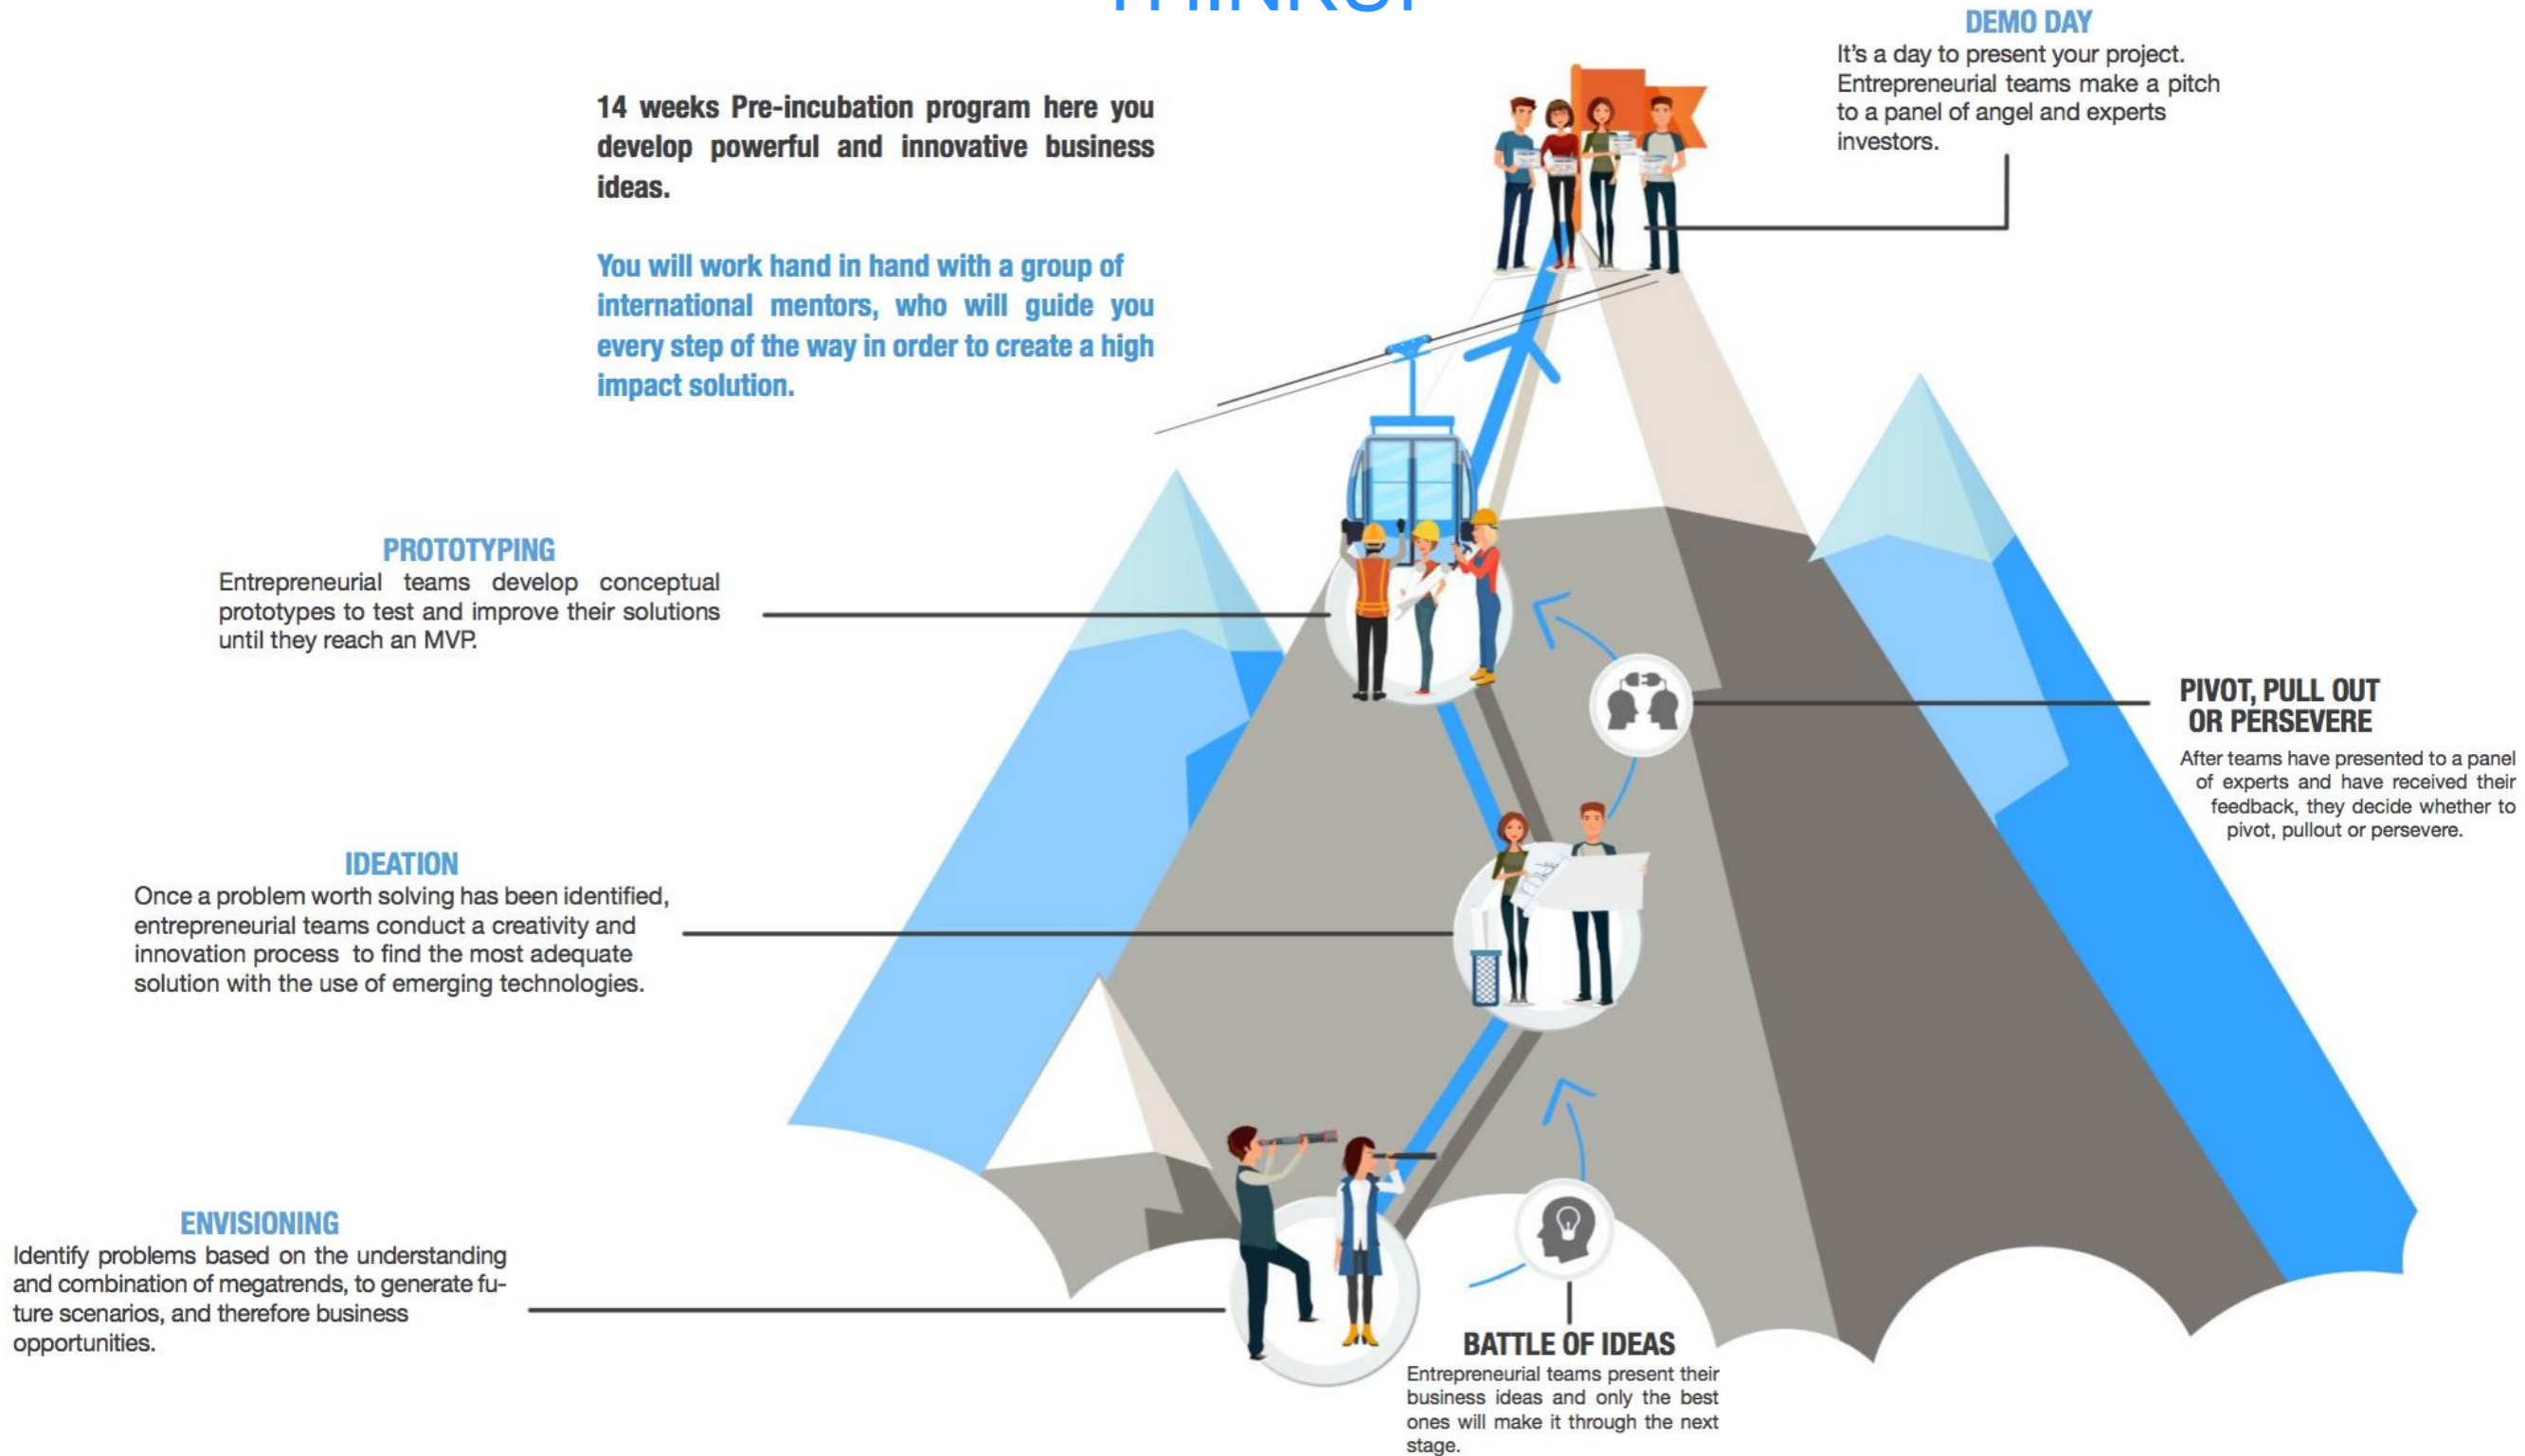 14 weeks Pre-incubation program here you
develop powerful and innovative business
ideas.
You will work hand in hand with a group of
international mentors, who will guide you
every step of the way in order to create a high
impact solution.
DEMO DAY
It's a day to present your project.
Entrepreneurial teams make a pitch
to a panel of angel and experts
investors.
PROTOTYPING
Entrepreneurial teams develop conceptual
prototypes to test and improve their solutions
until they reach an MVP.
PIVOT, PULL OUT
OR PERSEVERE
After teams have presented to a panel
of experts and have received their
feedback, they decide whether to
pivot, pullout or persevere.
IDEATION
Once a problem worth solving has been identified,
entrepreneurial teams conduct a creativity and
innovation process to find the most adequate
solution with the use of emerging technologies.
ENVISIONING
Identify problems based on the understanding
and combination of megatrends, to generate fu-
ture scenarios, and therefore business
opportunities.
BATTLE OF IDEAS
Entrepreneurial teams present their
business ideas and only the best
ones will make it through the next
stage.